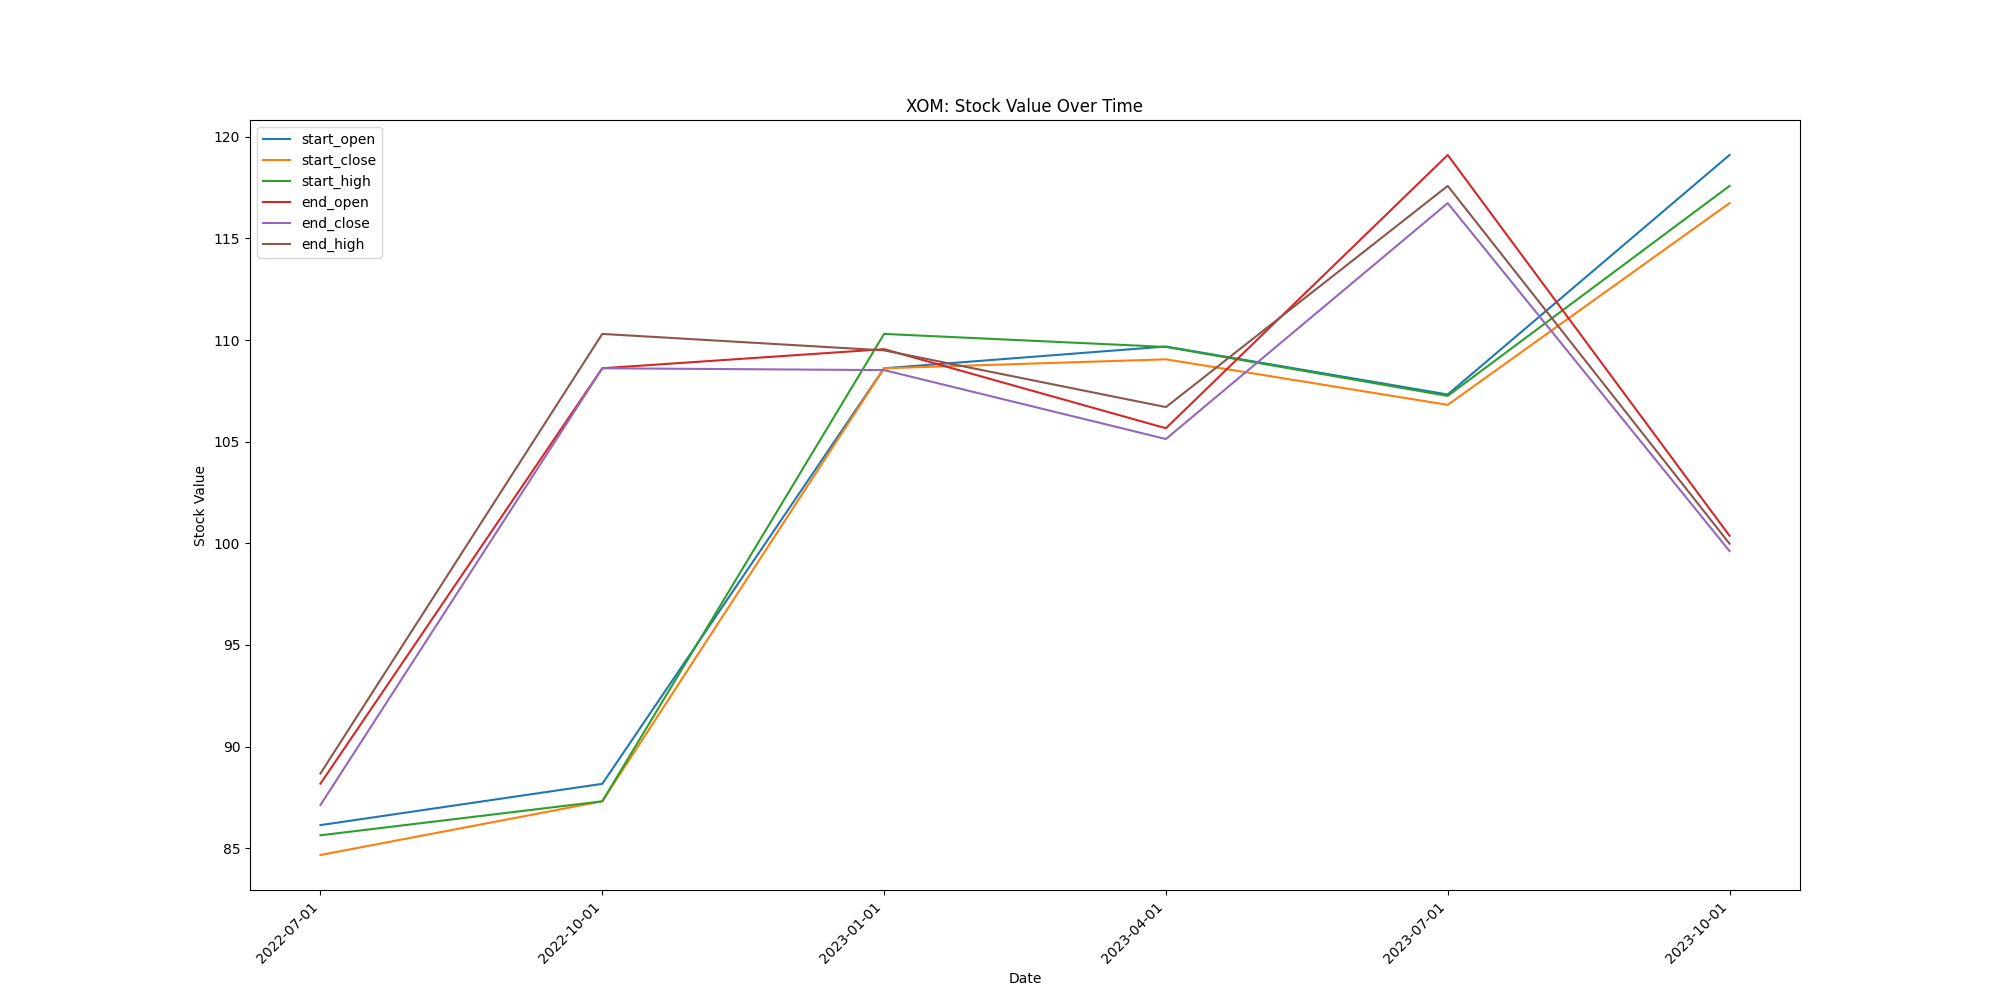 XOM: Stock Value Over Time
start_open
start_close
start_high
end_open
end_close
end_high
120
115
110
105
100
95
90
85
Stock Value
2022-07-01
2022-10-01
2023-01-01
2023-04-01
2023-07-01
2023-10-01
Date